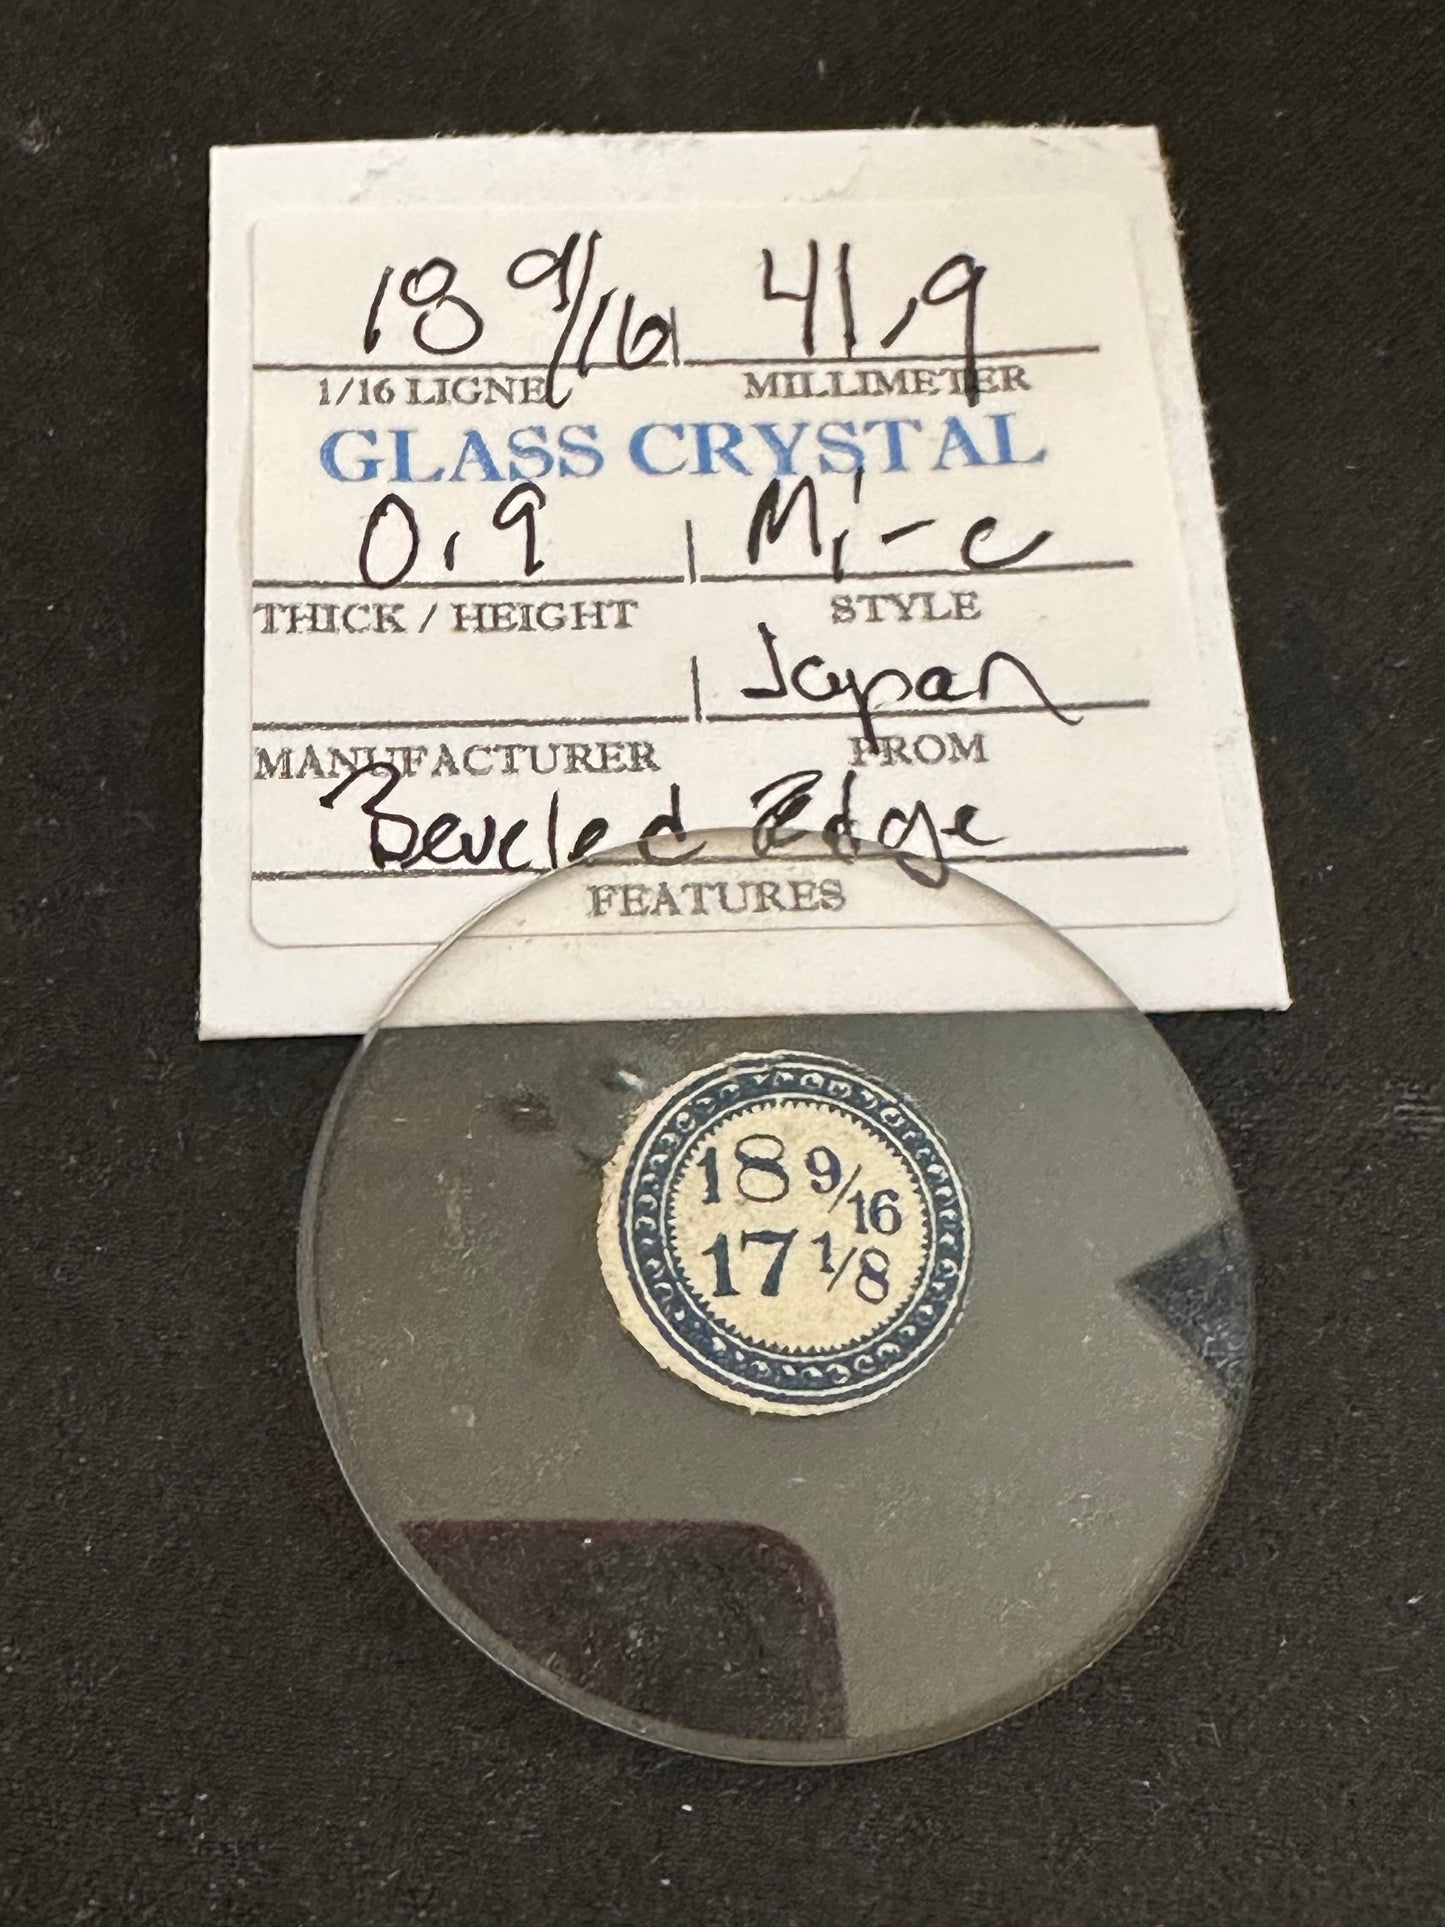 18 9/16 | 41.9
1/16 LIGNE MILLIMETER
GLASS CRYSTAL
0.9 | Mi-c
THICK / HEIGHT STYLE
| Japan
MANUFACTURER FROM
Beveled Edge
FEATURES
18 9/16
17 1/8